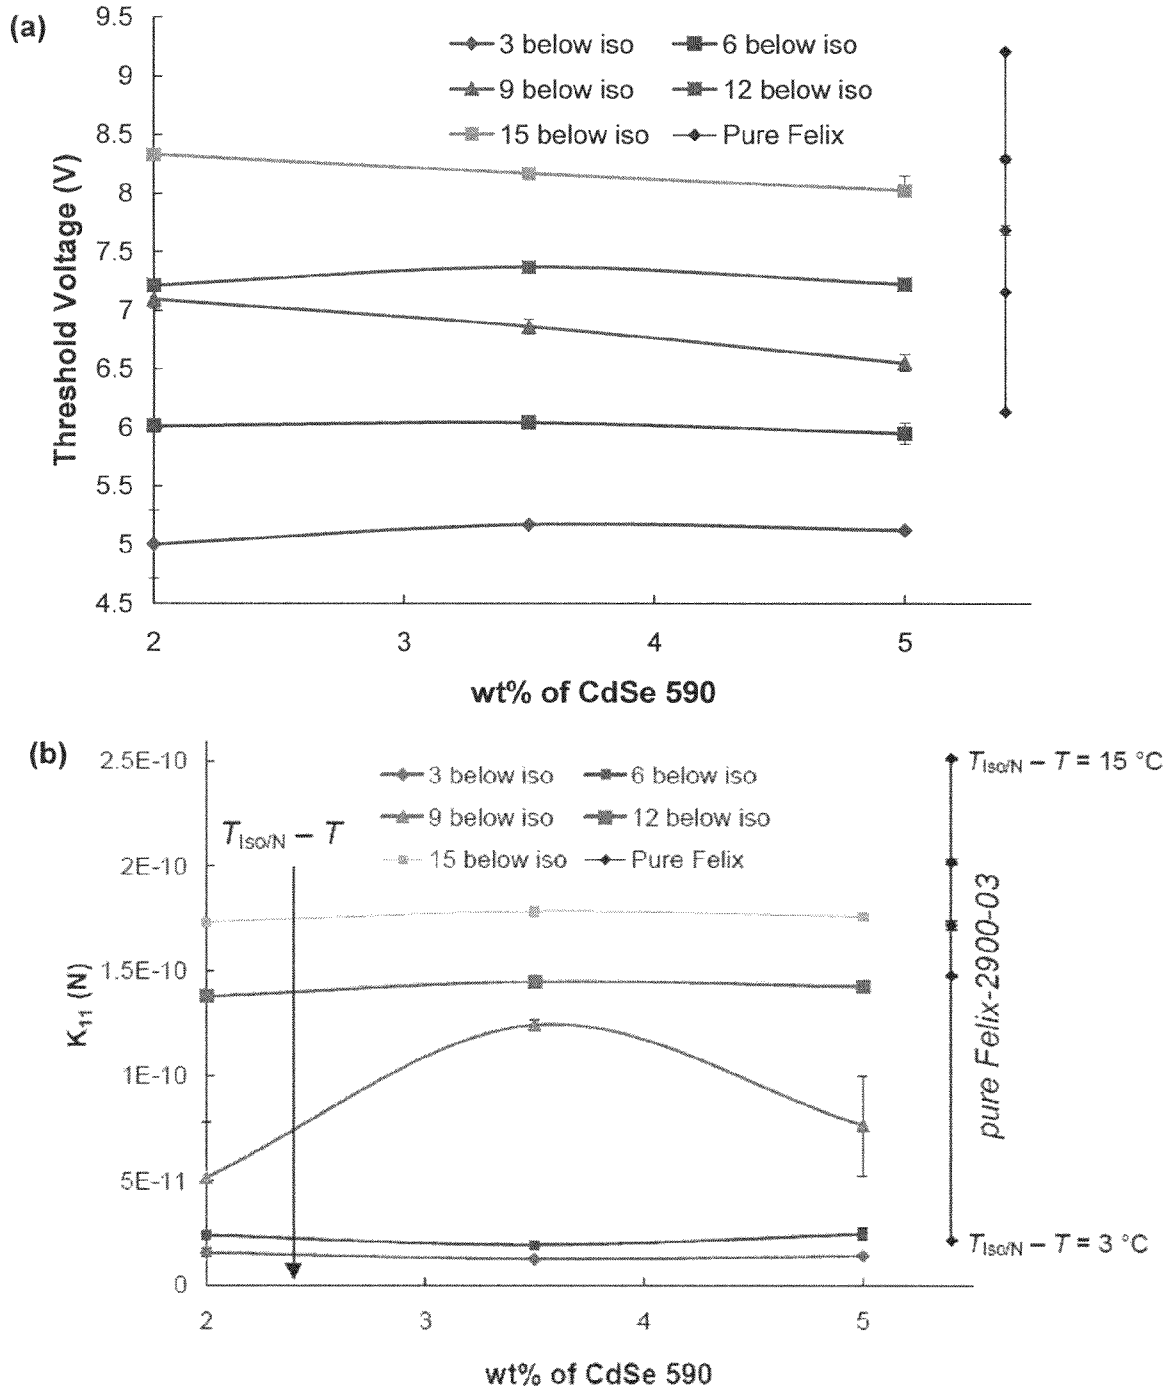 (a)
9.5
9
8.5
8
7.5
7
6.5
6
5.5
5
4.5
Threshold Voltage (V)
3 below iso 6 below iso
9 below iso 12 below iso
15 below iso Pure Felix
2 3 4 5
wt% of CdSe 590
(b)
2.5E-10
2E-10
1.5E-10
1E-10
5E-11
0
K11 (N)
3 below iso 6 below iso
9 below iso 12 below iso
15 below iso Pure Felix
TIso/N – T
TIso/N – T = 15 °C
pure Felix-2900-03
TIso/N – T = 3 °C
2 3 4 5
wt% of CdSe 590